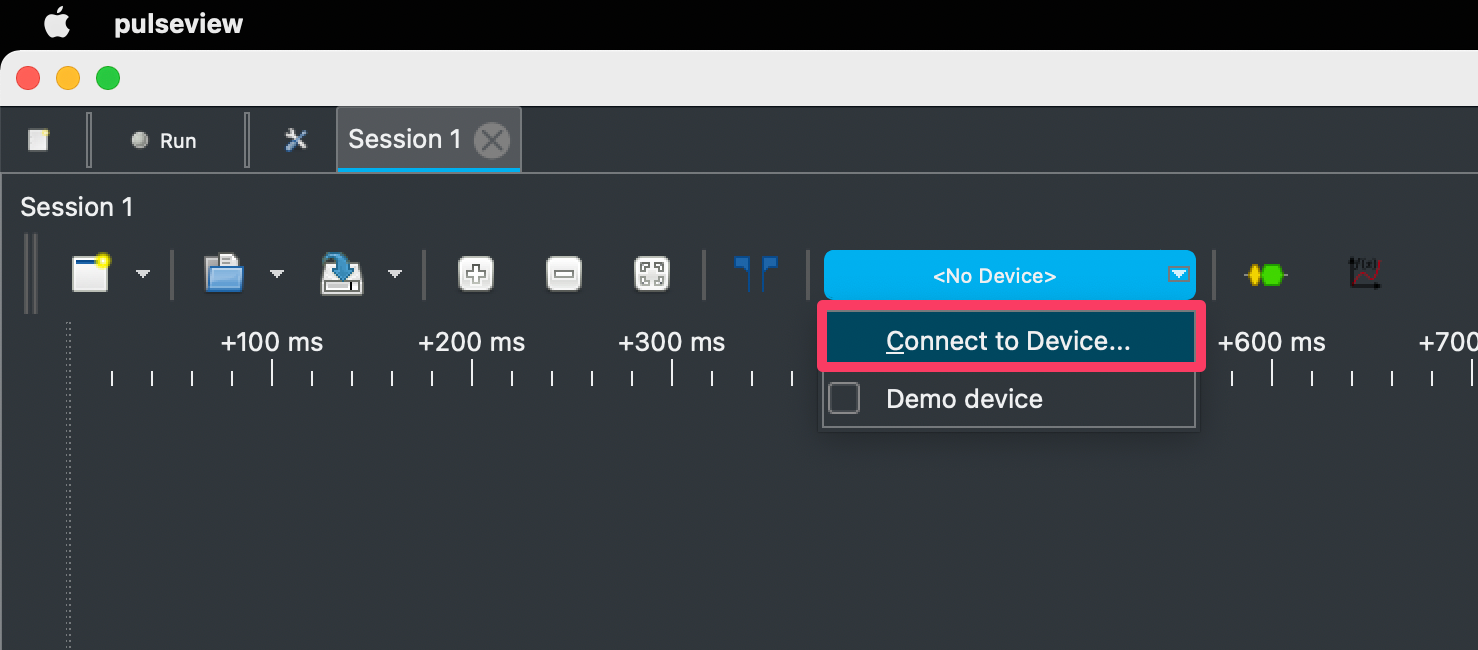 pulseview
Run
Session 1
Session 1
<No Device>
f(x)
+100 ms
+200 ms
+300 ms
Connect to Device...
+600 ms
+700
Demo device